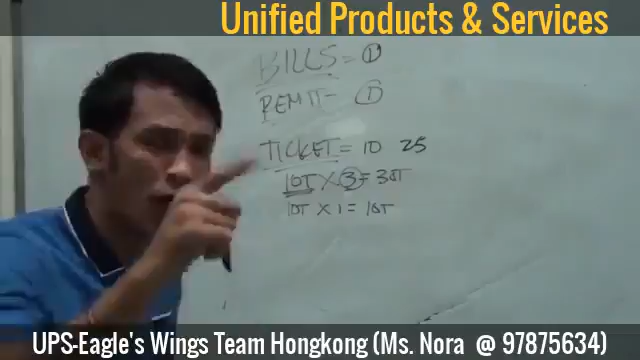 Unified Products & Services
BILLS = ①
REMIT - ①
TICKET = 10 25
10T X ③ = 30T
10T X 1 = 10T
UPS-Eagle's Wings Team Hongkong (Ms. Nora @ 97875634)